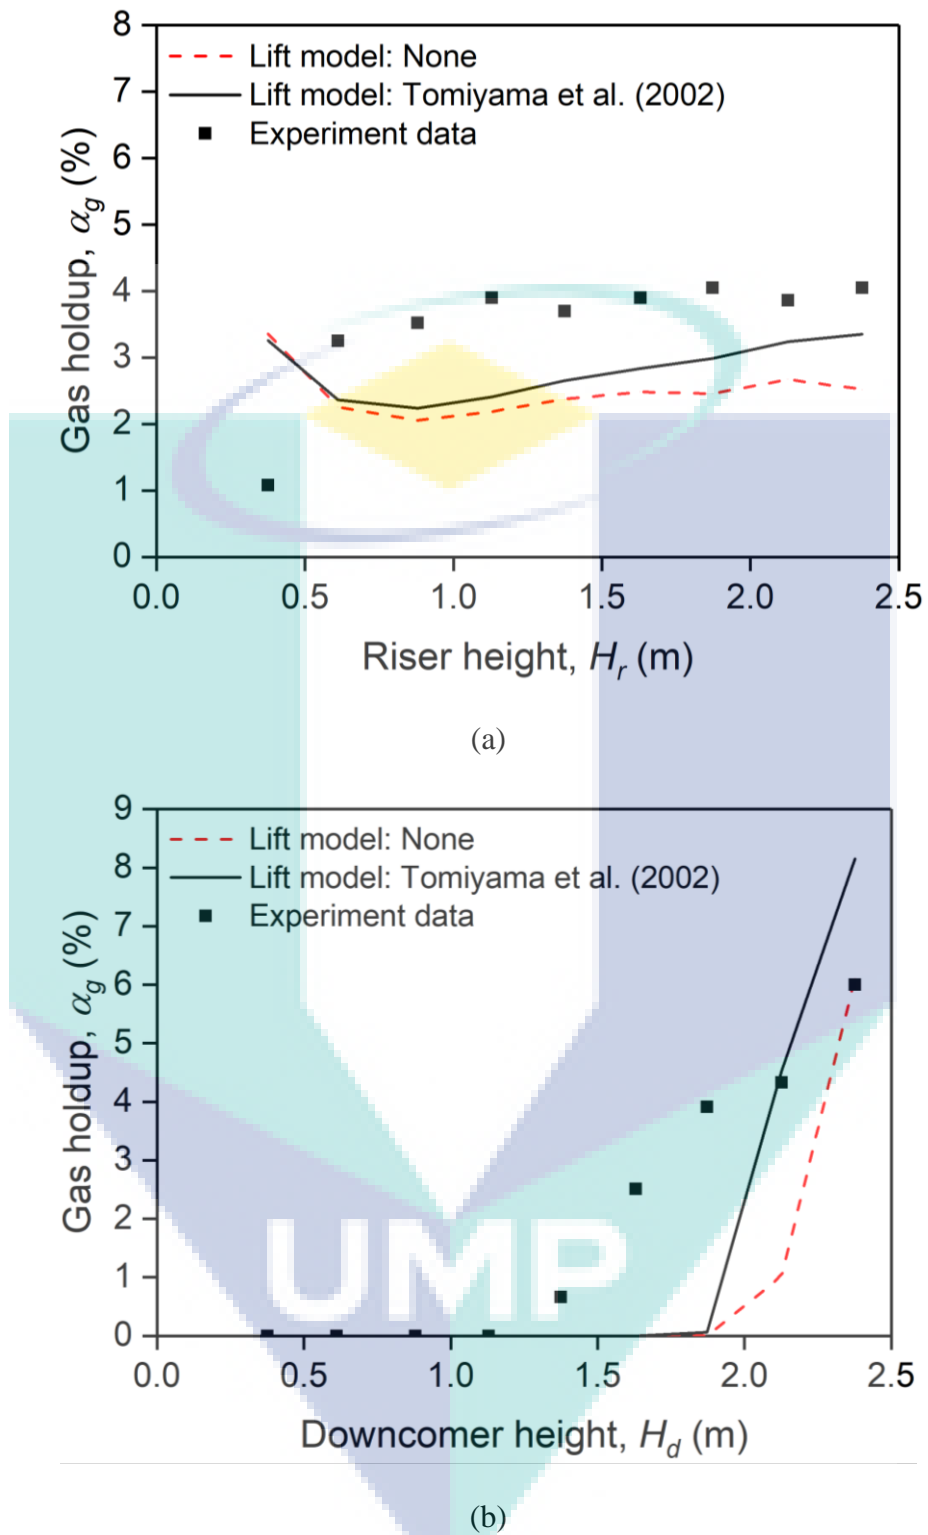 8
Lift model: None
7
Lift model: Tomiyama et al. (2002)
Experiment data
6
5
4
3
2
1
0
Gas holdup, αg (%)
0.0 0.5 1.0 1.5 2.0 2.5
Riser height, Hr (m)
(a)
9
Lift model: None
8
Lift model: Tomiyama et al. (2002)
7
Experiment data
6
5
4
3
2
1
0
Gas holdup, αg (%)
UMP
0.0 0.5 1.0 1.5 2.0 2.5
Downcomer height, Hd (m)
(b)